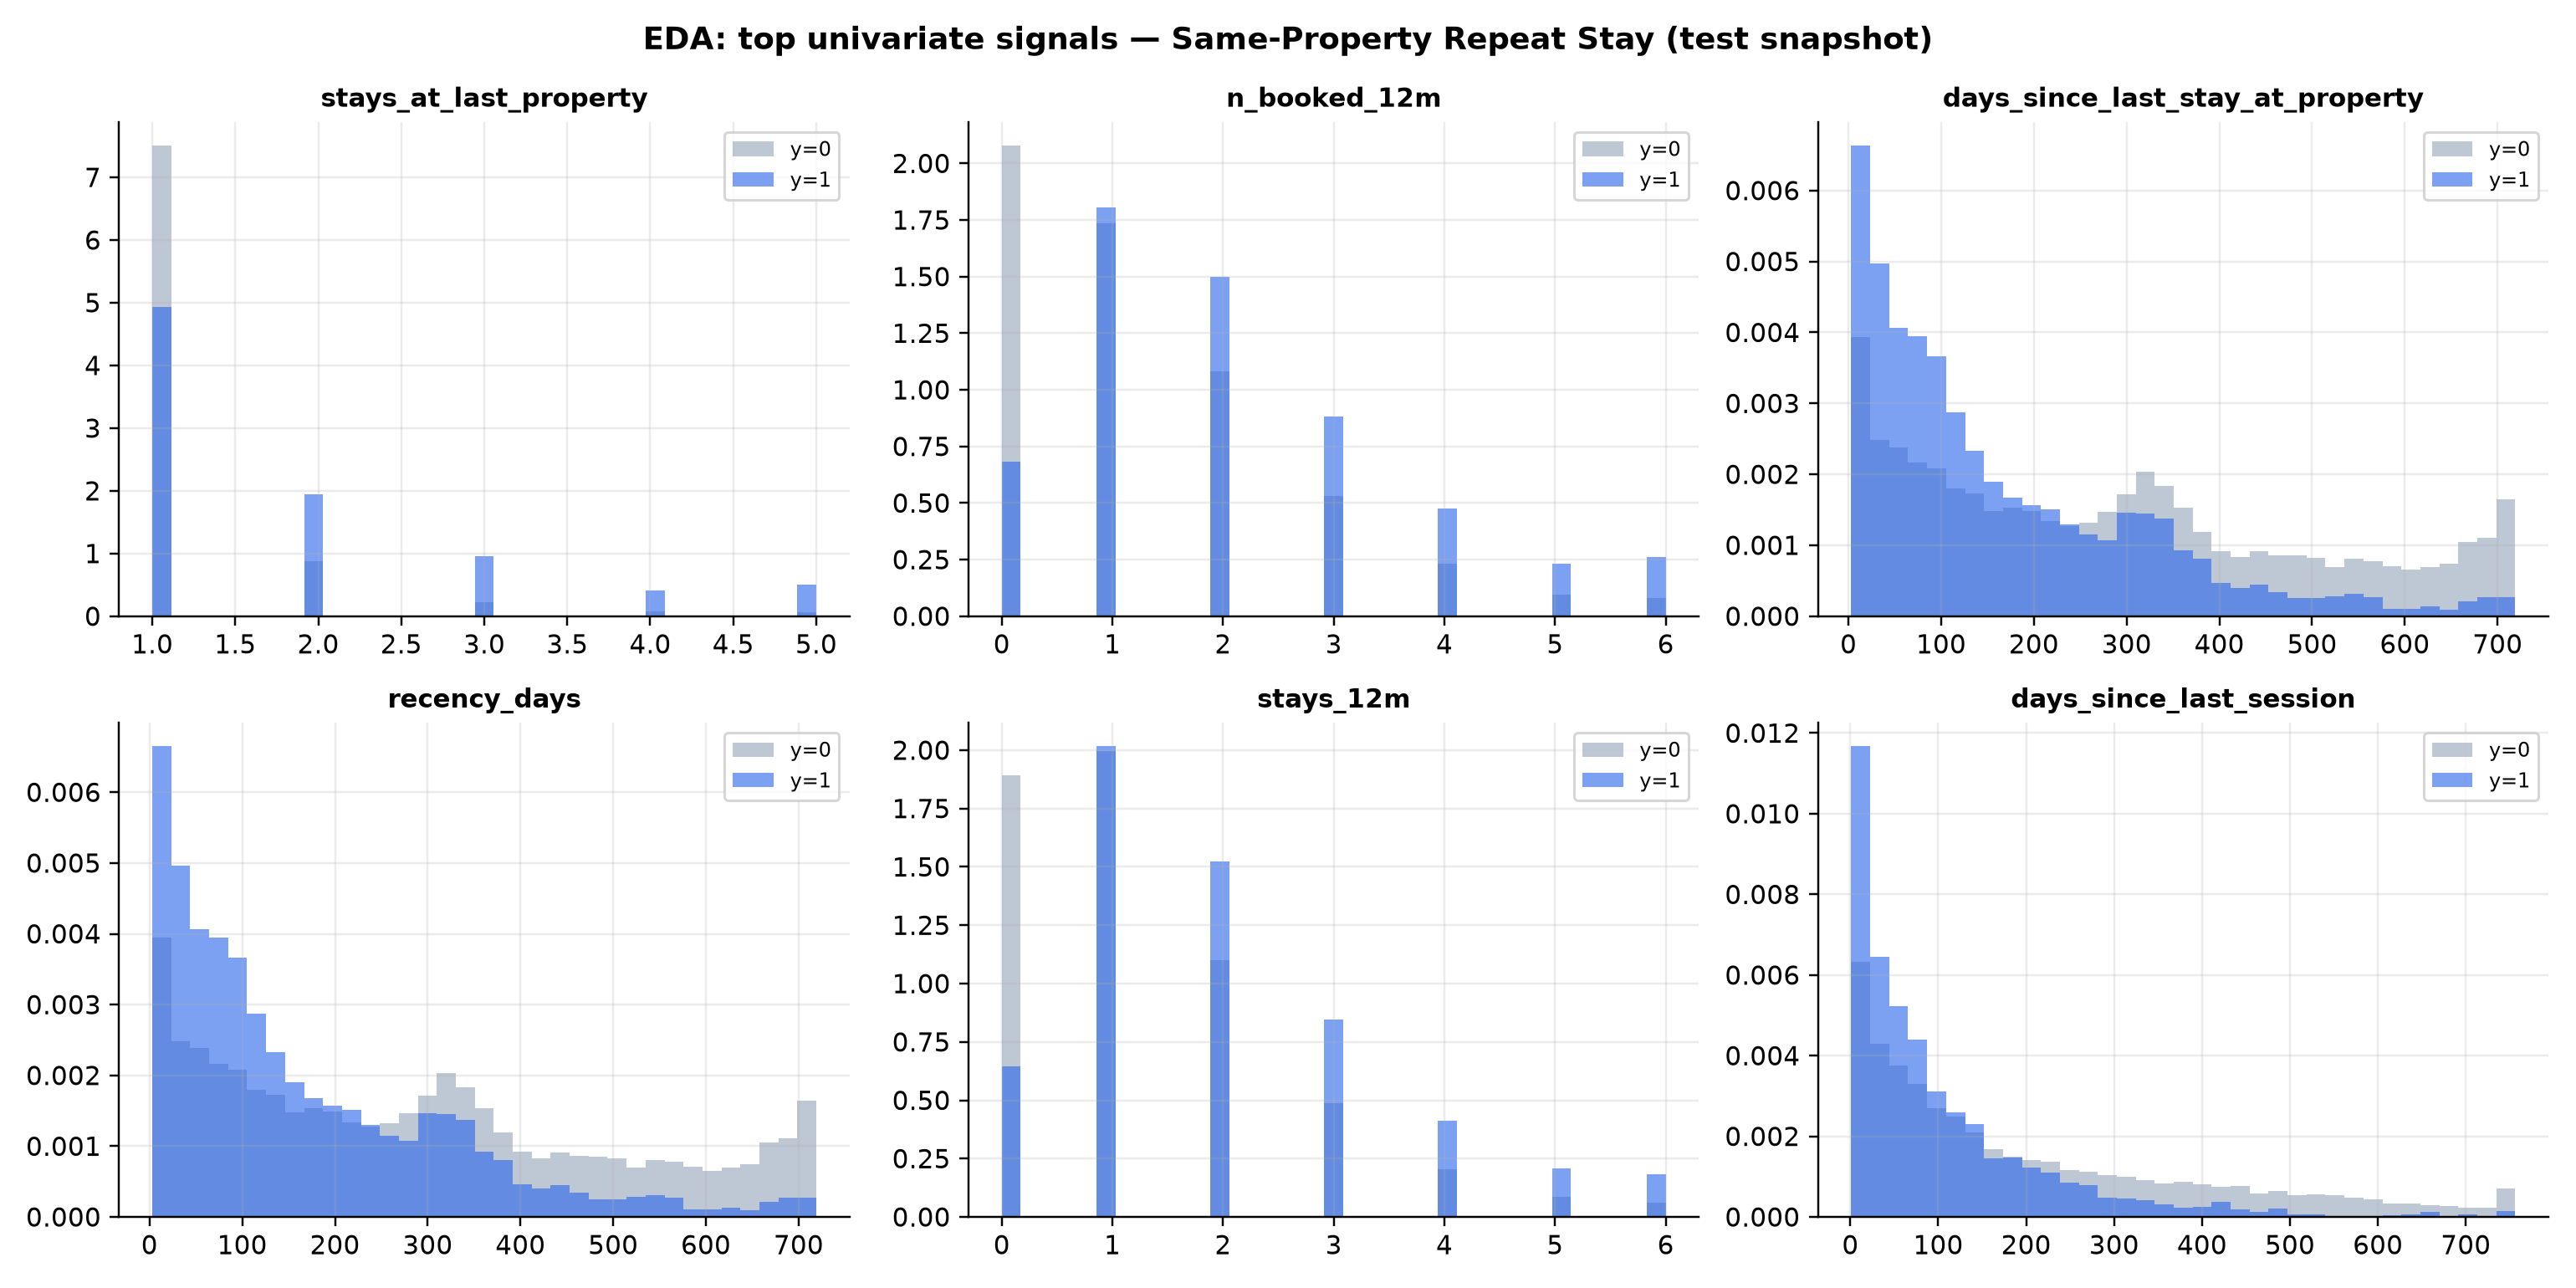 EDA: top univariate signals — Same-Property Repeat Stay (test snapshot)
stays_at_last_property
y=0
y=1
7
6
5
4
3
2
1
0
1.0 1.5 2.0 2.5 3.0 3.5 4.0 4.5 5.0
n_booked_12m
y=0
y=1
2.00
1.75
1.50
1.25
1.00
0.75
0.50
0.25
0.00
0 1 2 3 4 5 6
days_since_last_stay_at_property
y=0
y=1
0.006
0.005
0.004
0.003
0.002
0.001
0.000
0 100 200 300 400 500 600 700
recency_days
y=0
y=1
0.006
0.005
0.004
0.003
0.002
0.001
0.000
0 100 200 300 400 500 600 700
stays_12m
y=0
y=1
2.00
1.75
1.50
1.25
1.00
0.75
0.50
0.25
0.00
0 1 2 3 4 5 6
days_since_last_session
y=0
y=1
0.012
0.010
0.008
0.006
0.004
0.002
0.000
0 100 200 300 400 500 600 700